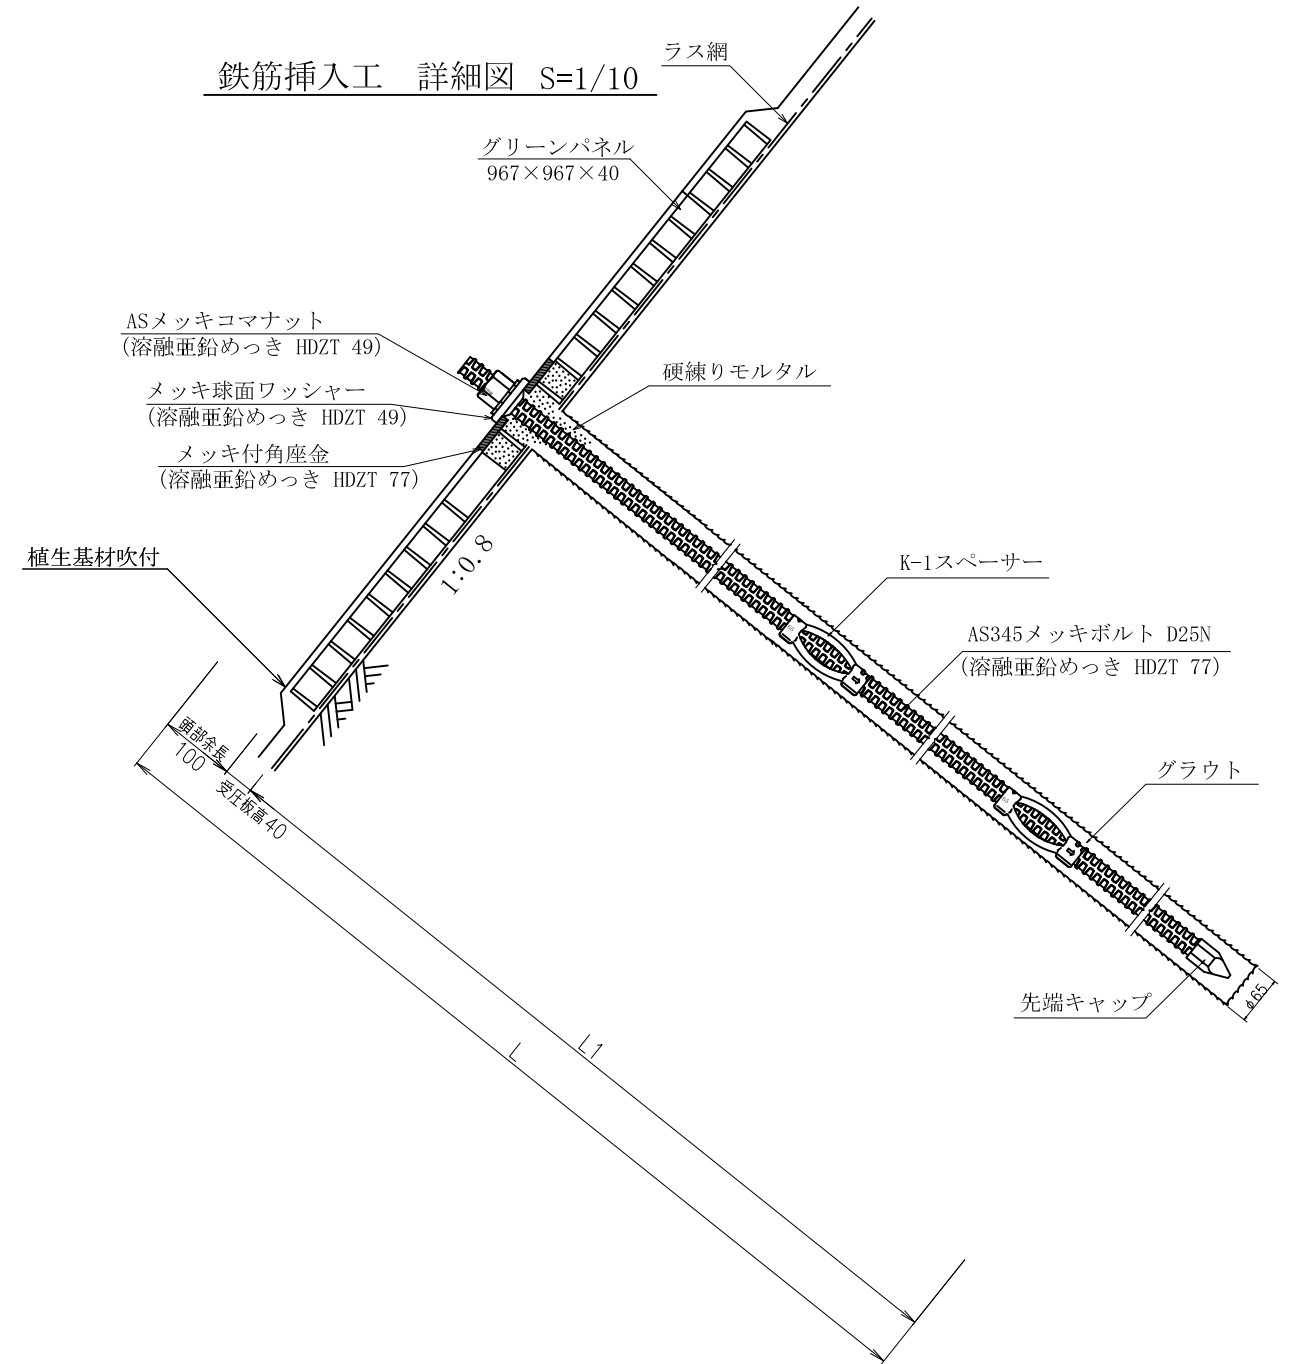 鉄筋挿入工　詳細図　S=1/10
ラス網
グリーンパネル
967×967×40
ASメッキコマナット
(溶融亜鉛めっき HDZT 49)
メッキ球面ワッシャー
(溶融亜鉛めっき HDZT 49)
メッキ付角座金
(溶融亜鉛めっき HDZT 77)
硬練りモルタル
植生基材吹付
1:0.8
K-1スペーサー
AS345メッキボルト D25N
(溶融亜鉛めっき HDZT 77)
頭部余長
100
受圧板高40
グラウト
先端キャップ
φ65
L1
L